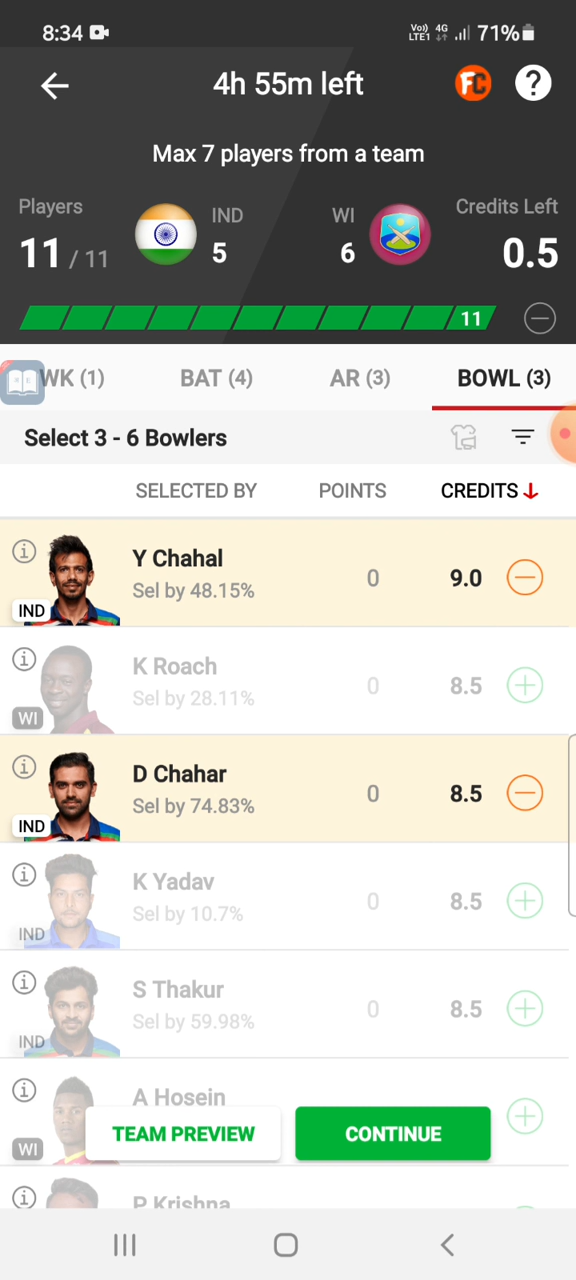 8:34
Vo) 4G
LTE1
71%
4h 55m left
FC
?
Max 7 players from a team
Players
IND
WI
Credits Left
11 / 11
5
6
0.5
11
WK (1)
BAT (4)
AR (3)
BOWL (3)
Select 3 - 6 Bowlers
SELECTED BY
POINTS
CREDITS
Y Chahal
Sel by 48.15%
0
9.0
IND
K Roach
Sel by 28.11%
0
8.5
WI
D Chahar
Sel by 74.83%
0
8.5
IND
K Yadav
Sel by 10.7%
0
8.5
IND
S Thakur
Sel by 59.98%
0
8.5
IND
A Hosein
WI
TEAM PREVIEW
CONTINUE
P Krishna